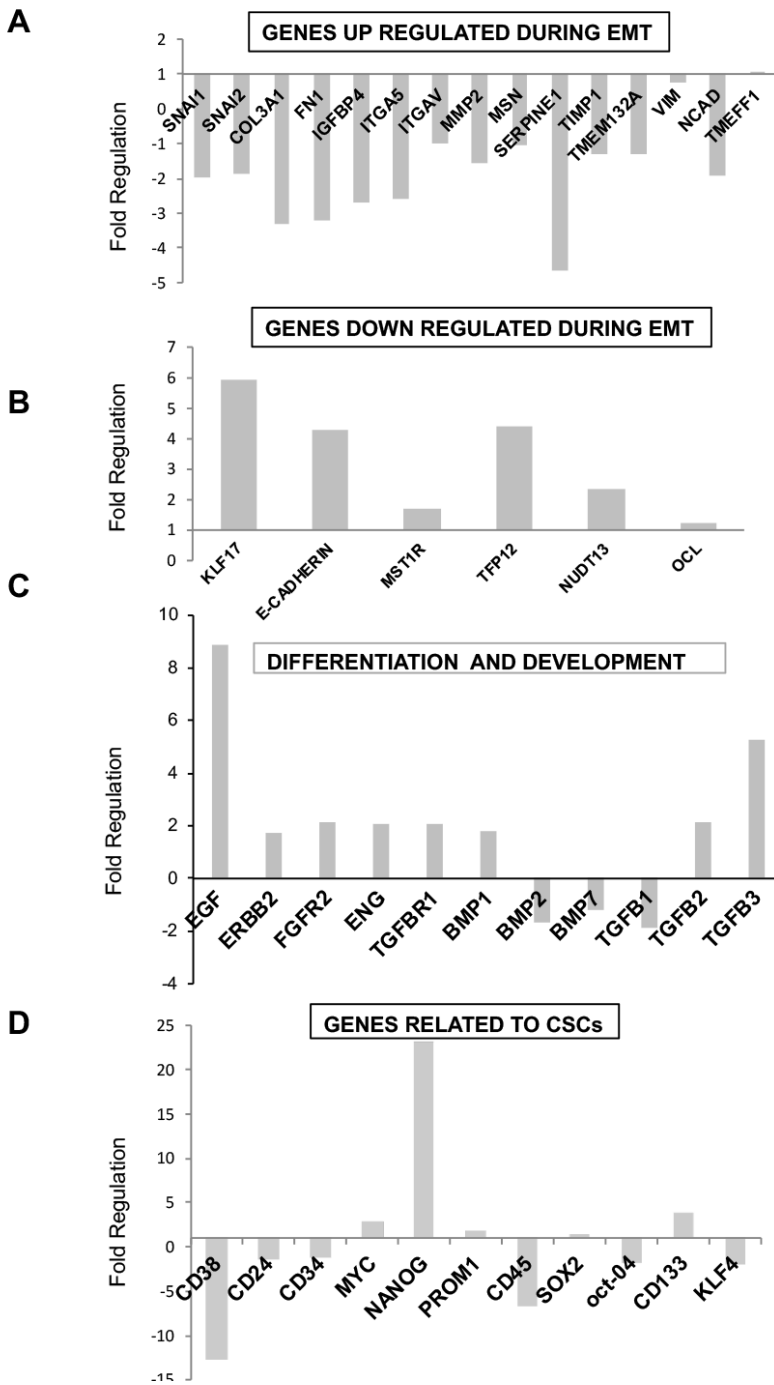 A
GENES UP REGULATED DURING EMT
Fold Regulation
2
1
0
-1
-2
-3
-4
-5
SNAI1
SNAI2
COL3A1
FN1
IGFBP4
ITGA5
ITGAV
MMP2
MSN
SERPINE1
TIMP1
TMEM132A
VIM
NCAD
TMEFF1
B
GENES DOWN REGULATED DURING EMT
Fold Regulation
7
6
5
4
3
2
1
0
KLF17
E-CADHERIN
MST1R
TFP12
NUDT13
OCL
C
DIFFERENTIATION AND DEVELOPMENT
Fold Regulation
10
8
6
4
2
0
-2
-4
EGF
ERBB2
FGFR2
ENG
TGFBR1
BMP1
BMP2
BMP7
TGFB1
TGFB2
TGFB3
D
GENES RELATED TO CSCs
Fold Regulation
25
20
15
10
5
0
-5
-10
-15
CD38
CD24
CD34
MYC
NANOG
PROM1
CD45
SOX2
oct-04
CD133
KLF4